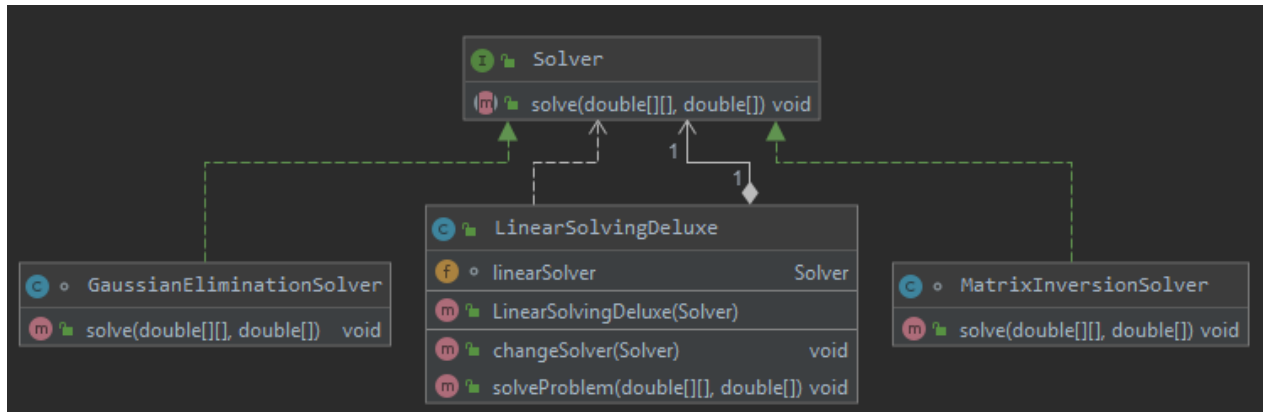 I Solver
m solve(double[][], double[]) void
1
1
C LinearSolvingDeluxe
f linearSolver Solver
m LinearSolvingDeluxe(Solver)
m changeSolver(Solver) void
m solveProblem(double[][], double[]) void
C GaussianEliminationSolver
m solve(double[][], double[]) void
C MatrixInversionSolver
m solve(double[][], double[]) void